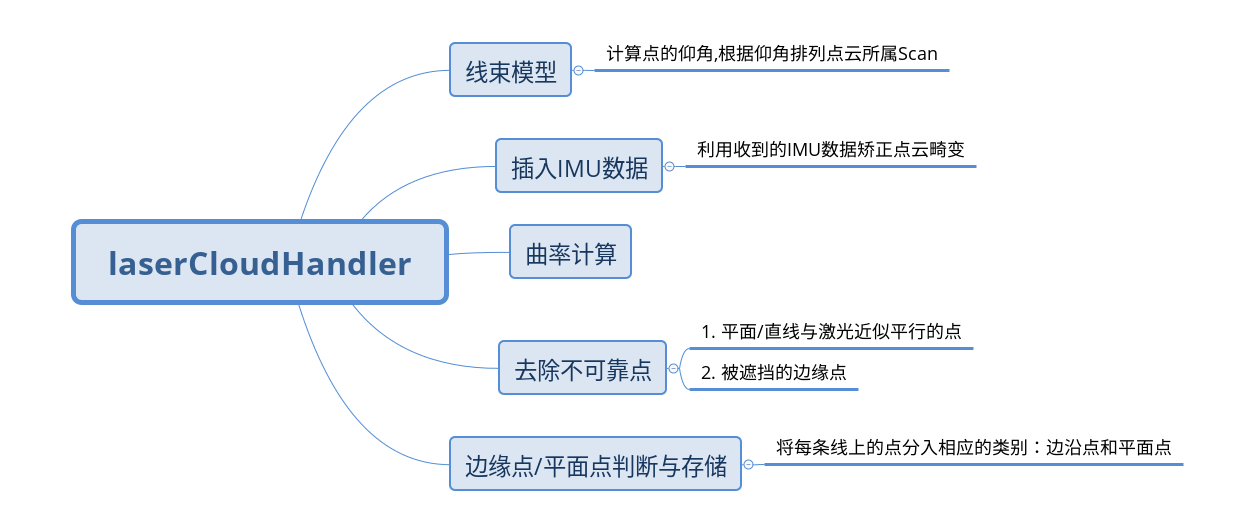 laserCloudHandler
线束模型
计算点的仰角,根据仰角排列点云所属Scan
插入IMU数据
利用收到的IMU数据矫正点云畸变
曲率计算
去除不可靠点
1. 平面/直线与激光近似平行的点
2. 被遮挡的边缘点
边缘点/平面点判断与存储
将每条线上的点分入相应的类别：边沿点和平面点